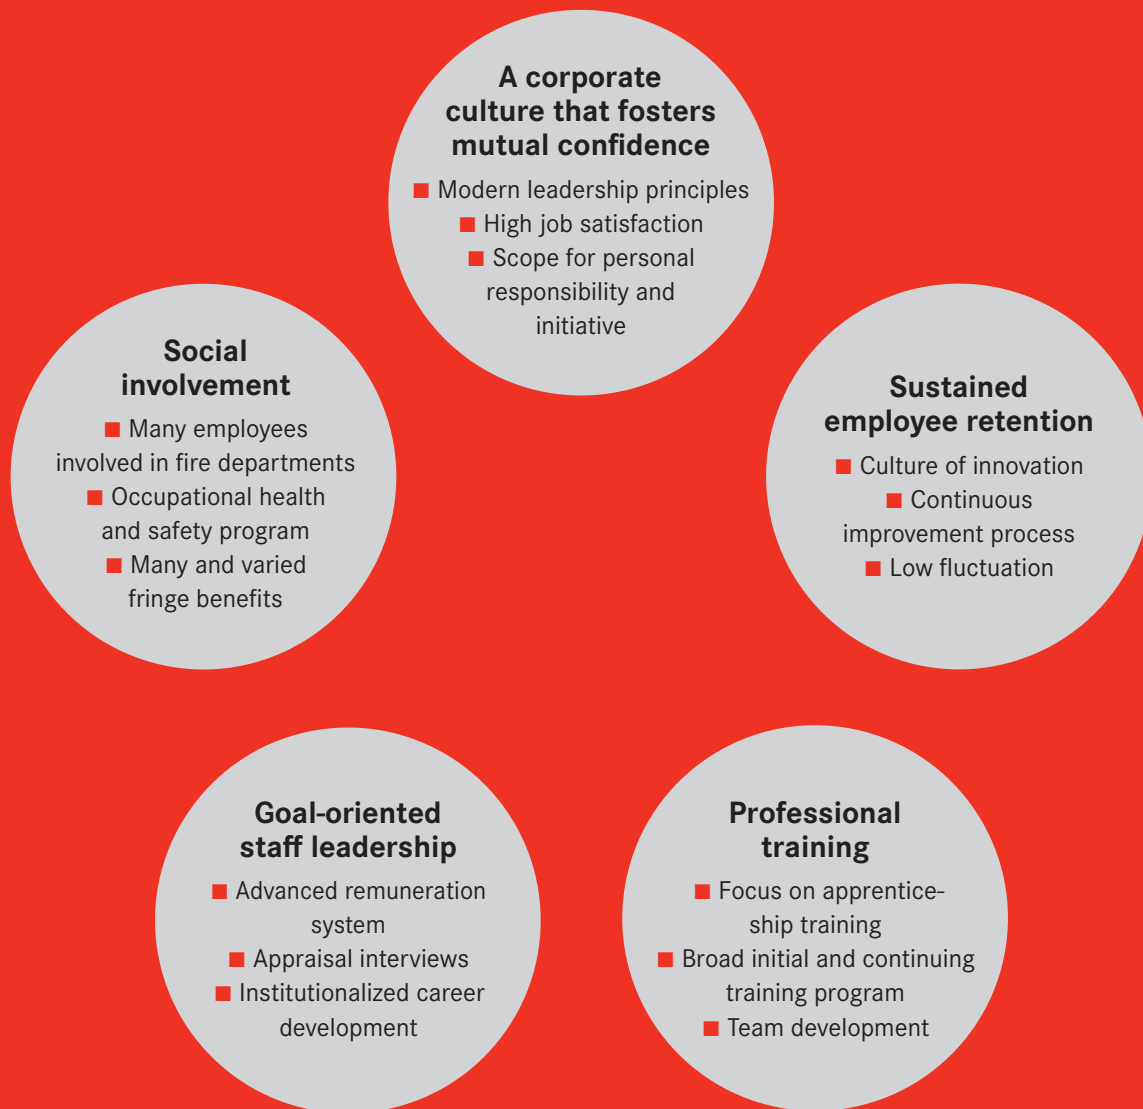 A corporate
culture that fosters
mutual confidence
■ Modern leadership principles
■ High job satisfaction
■ Scope for personal
responsibility and
initiative
Social
involvement
■ Many employees
involved in fire departments
■ Occupational health
and safety program
■ Many and varied
fringe benefits
Sustained
employee retention
■ Culture of innovation
■ Continuous
improvement process
■ Low fluctuation
Goal-oriented
staff leadership
■ Advanced remuneration
system
■ Appraisal interviews
■ Institutionalized career
development
Professional
training
■ Focus on apprentice-
ship training
■ Broad initial and continuing
training program
■ Team development